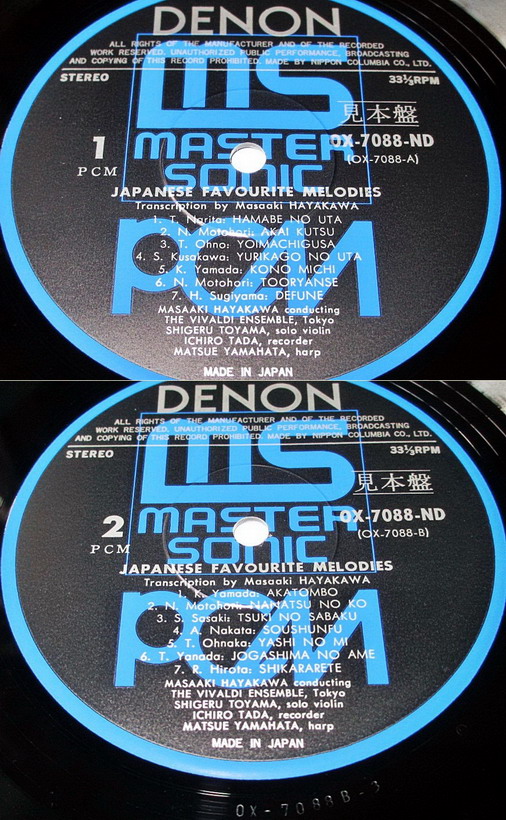 DENON
ALL RIGHTS OF THE MANUFACTURER AND OF THE RECORDED
WORK RESERVED. UNAUTHORIZED PUBLIC PERFORMANCE, BROADCASTING
AND COPYING OF THIS RECORD PROHIBITED. MADE BY NIPPON COLUMBIA CO., LTD.
STEREO
33⅓RPM
MS
見本盤
MASTER
SONIC
OX-7088-ND
(OX-7088-A)
1
PCM
JAPANESE FAVOURITE MELODIES
Transcription by Masaaki HAYAKAWA
1. T. Narita: HAMABE NO UTA
2. N. Motohori: AKAI KUTSU
3. T. Ohno: YOIMACHIGUSA
4. S. Kusakawa: YURIKAGO NO UTA
5. K. Yamada: KONO MICHI
6. N. Motohori: TOORYANSE
7. H. Sugiyama: DEFUNE
PCM
MASAAKI HAYAKAWA conducting
THE VIVALDI ENSEMBLE, Tokyo
SHIGERU TOYAMA, solo violin
ICHIRO TADA, recorder
MATSUE YAMAHATA, harp
MADE IN JAPAN
DENON
ALL RIGHTS OF THE MANUFACTURER AND OF THE RECORDED
WORK RESERVED. UNAUTHORIZED PUBLIC PERFORMANCE, BROADCASTING
AND COPYING OF THIS RECORD PROHIBITED. MADE BY NIPPON COLUMBIA CO., LTD.
STEREO
33⅓RPM
MS
見本盤
MASTER
SONIC
OX-7088-ND
(OX-7088-B)
2
PCM
JAPANESE FAVOURITE MELODIES
Transcription by Masaaki HAYAKAWA
1. K. Yamada: AKATOMBO
2. N. Motohori: NANATSU NO KO
3. S. Sasaki: TSUKI NO SABAKU
4. A. Nakata: SOUSHUNFU
5. T. Ohnaka: YASHI NO MI
6. T. Yanada: JOGASHIMA NO AME
7. R. Hirota: SHIKARARETE
PCM
MASAAKI HAYAKAWA conducting
THE VIVALDI ENSEMBLE, Tokyo
SHIGERU TOYAMA, solo violin
ICHIRO TADA, recorder
MATSUE YAMAHATA, harp
MADE IN JAPAN
OX-7088B-3